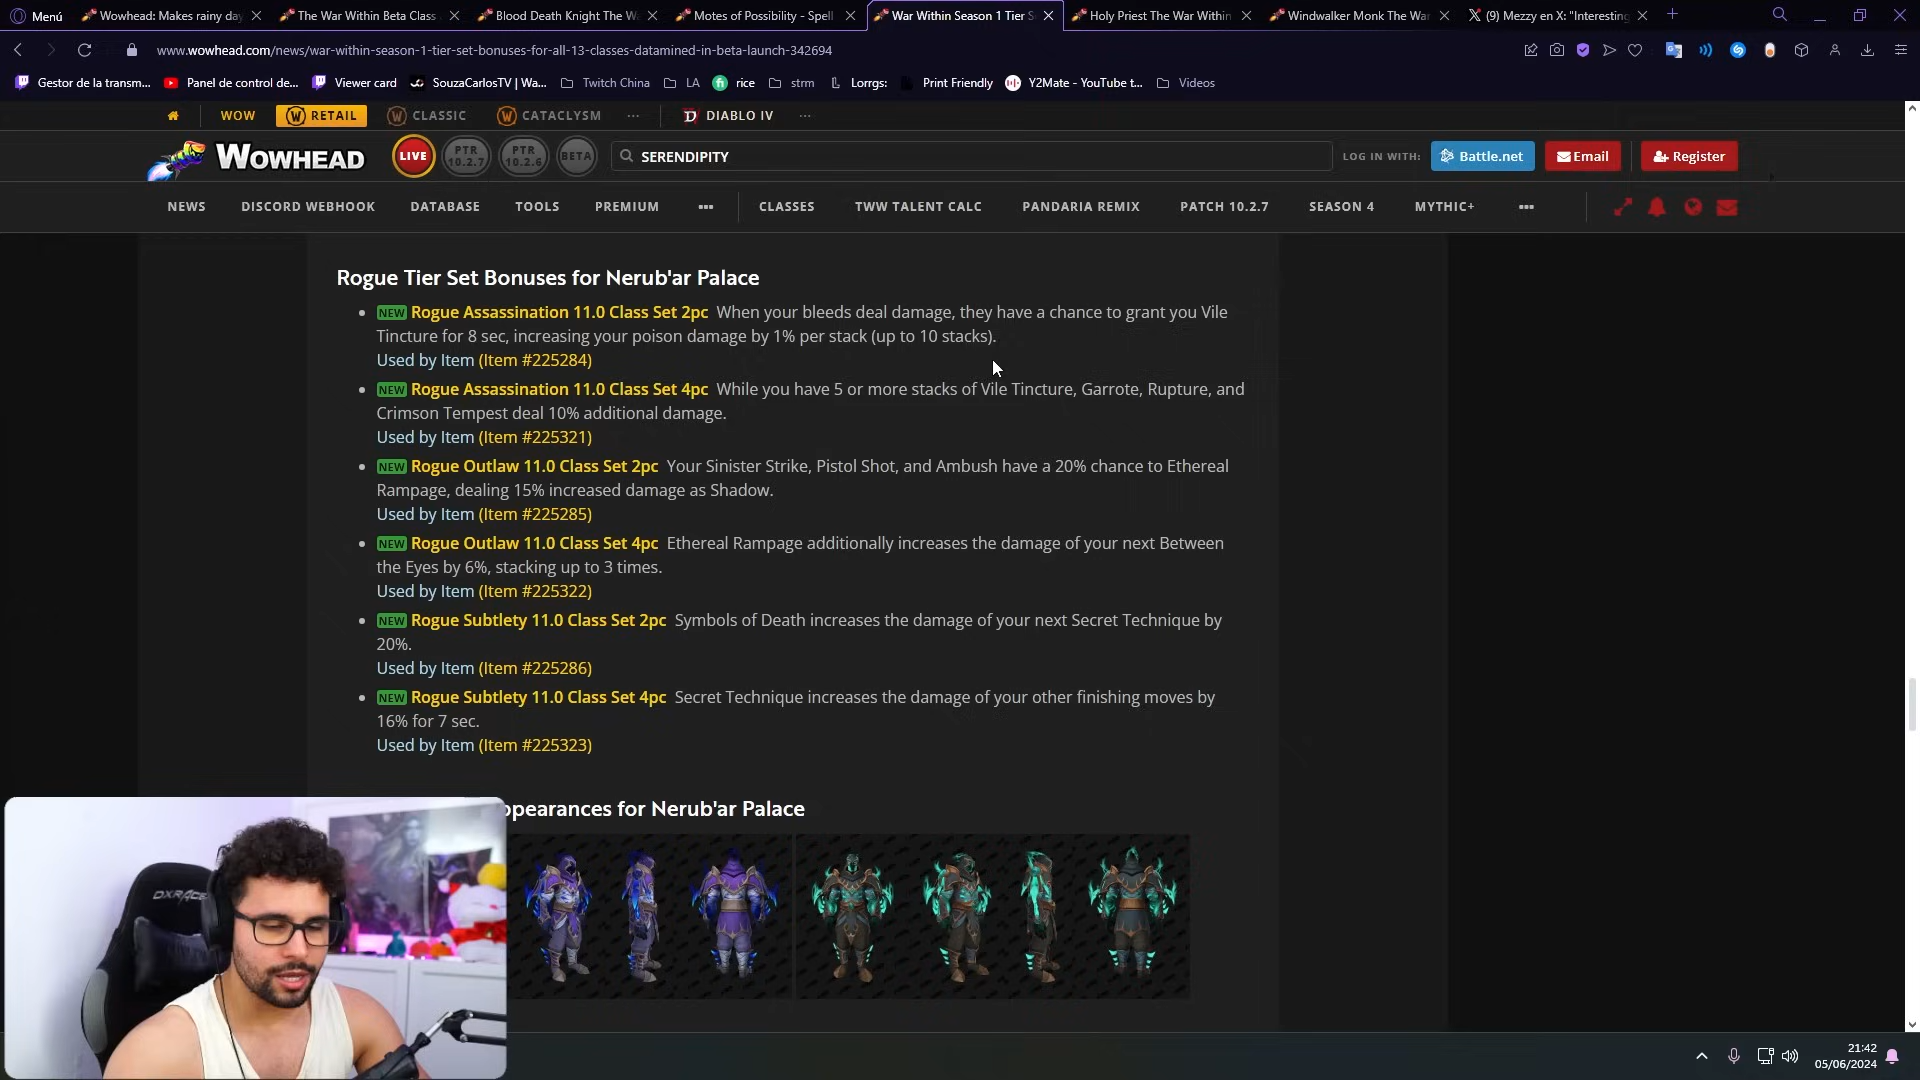 Menú
Wowhead: Makes rainy day
The War Within Beta Class
Blood Death Knight The W
Motes of Possibility - Spell
War Within Season 1 Tier S
Holy Priest The War Within
Windwalker Monk The War
(9) Mezzy en X: "Interesting
www.wowhead.com/news/war-within-season-1-tier-set-bonuses-for-all-13-classes-datamined-in-beta-launch-342694
Gestor de la transm...
Panel de control de...
Viewer card
SouzaCarlosTV | Wa...
Twitch China
LA
rice
strm
Lorrgs:
Print Friendly
Y2Mate - YouTube t...
Videos
WOW
RETAIL
CLASSIC
CATACLYSM
DIABLO IV
WOWHEAD
LIVE
PTR 10.2.7
PTR 10.2.6
BETA
SERENDIPITY
LOG IN WITH:
Battle.net
Email
Register
NEWS
DISCORD WEBHOOK
DATABASE
TOOLS
PREMIUM
CLASSES
TWW TALENT CALC
PANDARIA REMIX
PATCH 10.2.7
SEASON 4
MYTHIC+
Rogue Tier Set Bonuses for Nerub'ar Palace
NEW Rogue Assassination 11.0 Class Set 2pc When your bleeds deal damage, they have a chance to grant you Vile
Tincture for 8 sec, increasing your poison damage by 1% per stack (up to 10 stacks).
Used by Item (Item #225284)
NEW Rogue Assassination 11.0 Class Set 4pc While you have 5 or more stacks of Vile Tincture, Garrote, Rupture, and
Crimson Tempest deal 10% additional damage.
Used by Item (Item #225321)
NEW Rogue Outlaw 11.0 Class Set 2pc Your Sinister Strike, Pistol Shot, and Ambush have a 20% chance to Ethereal
Rampage, dealing 15% increased damage as Shadow.
Used by Item (Item #225285)
NEW Rogue Outlaw 11.0 Class Set 4pc Ethereal Rampage additionally increases the damage of your next Between
the Eyes by 6%, stacking up to 3 times.
Used by Item (Item #225322)
NEW Rogue Subtlety 11.0 Class Set 2pc Symbols of Death increases the damage of your next Secret Technique by
20%.
Used by Item (Item #225286)
NEW Rogue Subtlety 11.0 Class Set 4pc Secret Technique increases the damage of your other finishing moves by
16% for 7 sec.
Used by Item (Item #225323)
ppearances for Nerub'ar Palace
DXRACER
21:42
05/06/2024